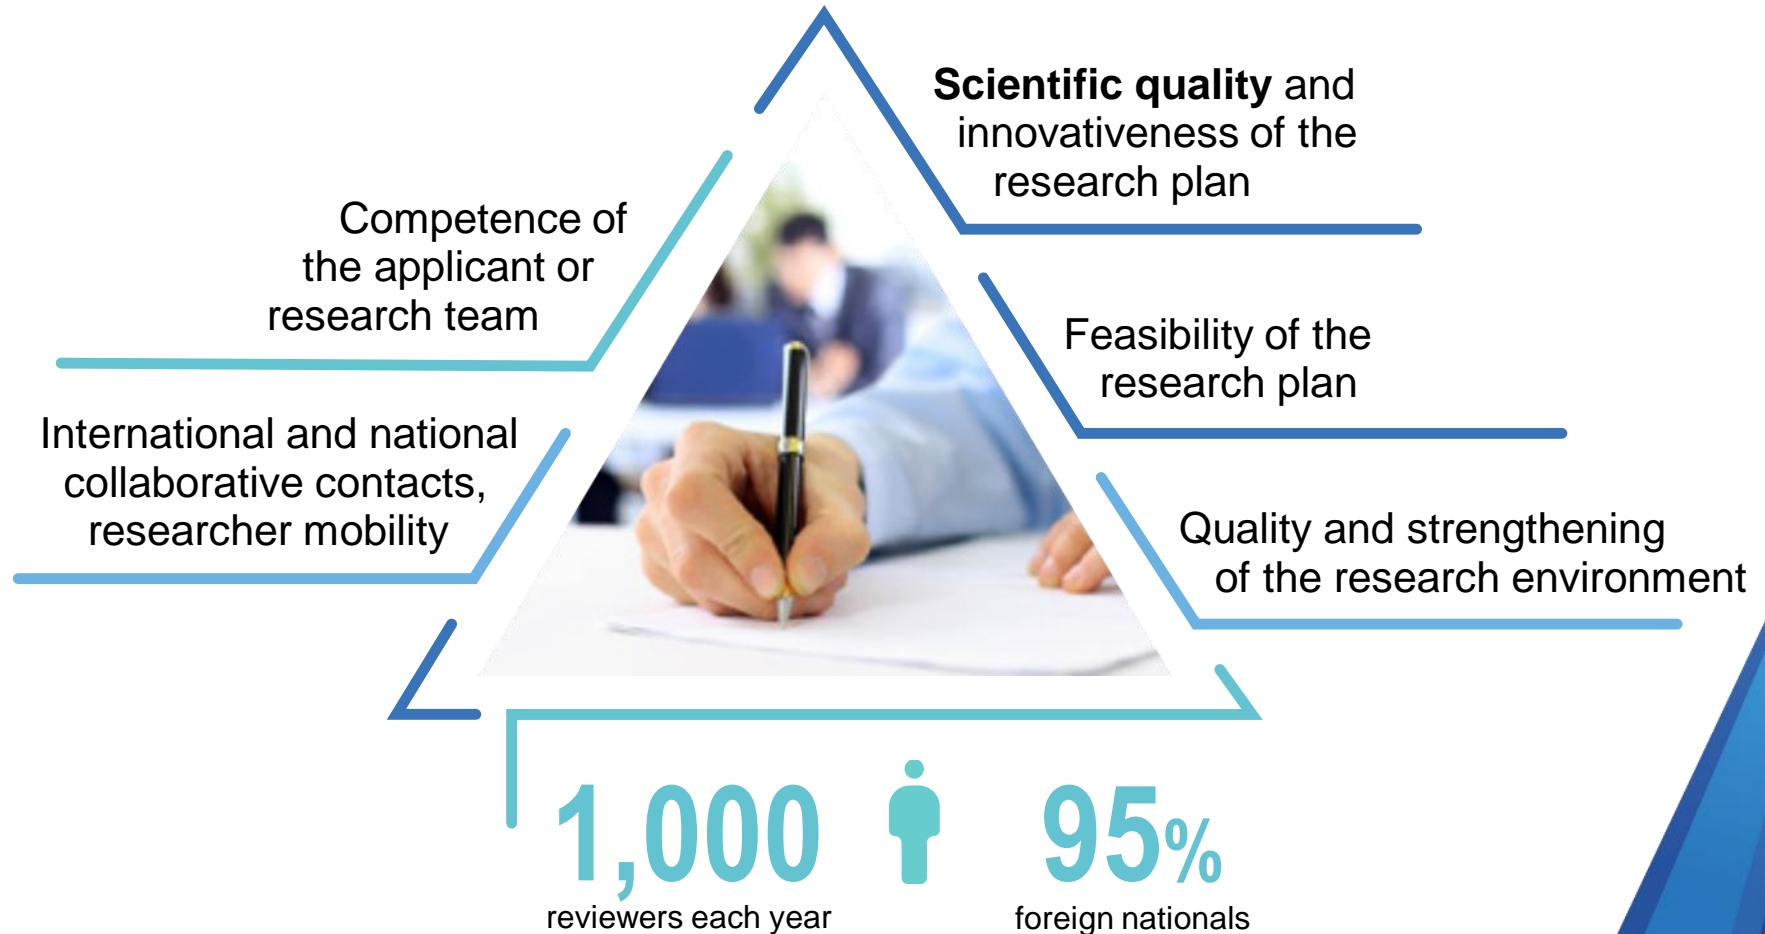 Scientific quality and
innovativeness of the
research plan
Competence of
the applicant or
research team
Feasibility of the
research plan
International and national
collaborative contacts,
researcher mobility
Quality and strengthening
of the research environment
1,000
reviewers each year
95%
foreign nationals